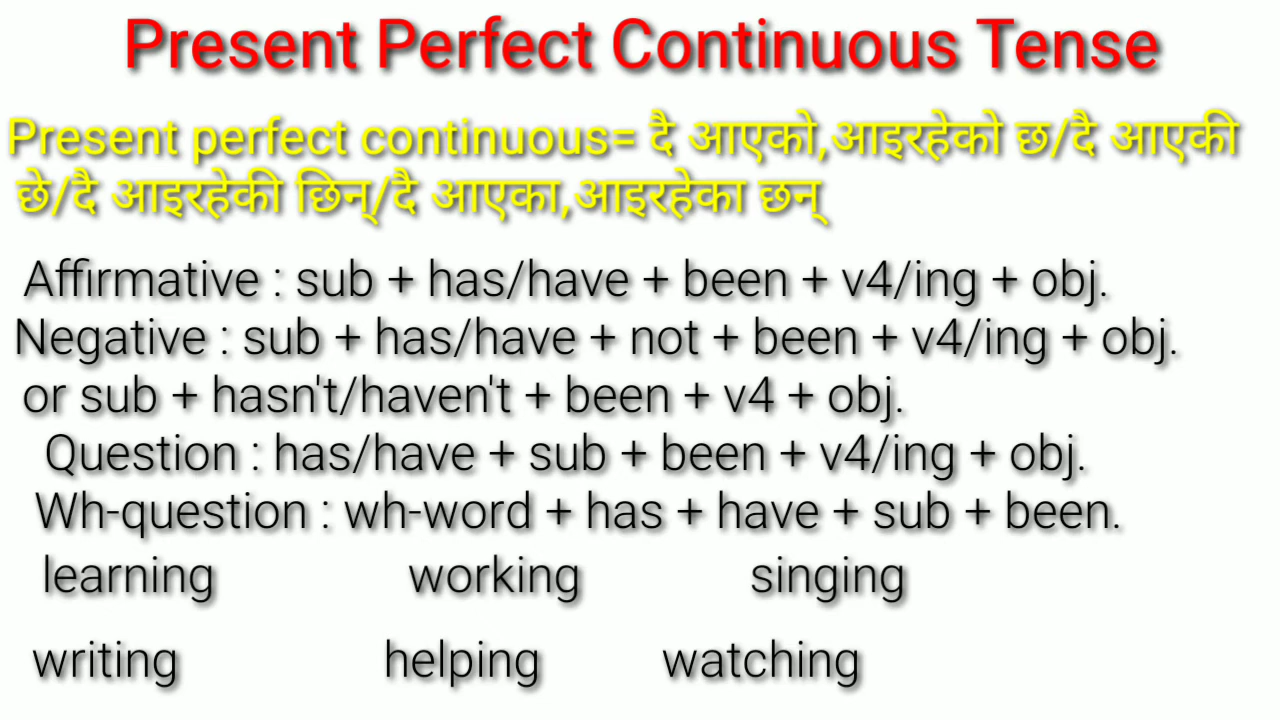 Present Perfect Continuous Tense
Present perfect continuous= दै आएको,आइरहेको छ/दै आएकी
छे/दै आइरहेकी छिन्/दै आएका,आइरहेका छन्
Affirmative : sub + has/have + been + v4/ing + obj.
Negative : sub + has/have + not + been + v4/ing + obj.
or sub + hasn't/haven't + been + v4 + obj.
Question : has/have + sub + been + v4/ing + obj.
Wh-question : wh-word + has + have + sub + been.
learning working singing
writing helping watching